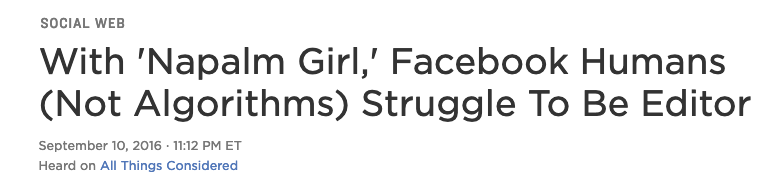 SOCIAL WEB
With 'Napalm Girl,' Facebook Humans
(Not Algorithms) Struggle To Be Editor
September 10, 2016 · 11:12 PM ET
Heard on All Things Considered